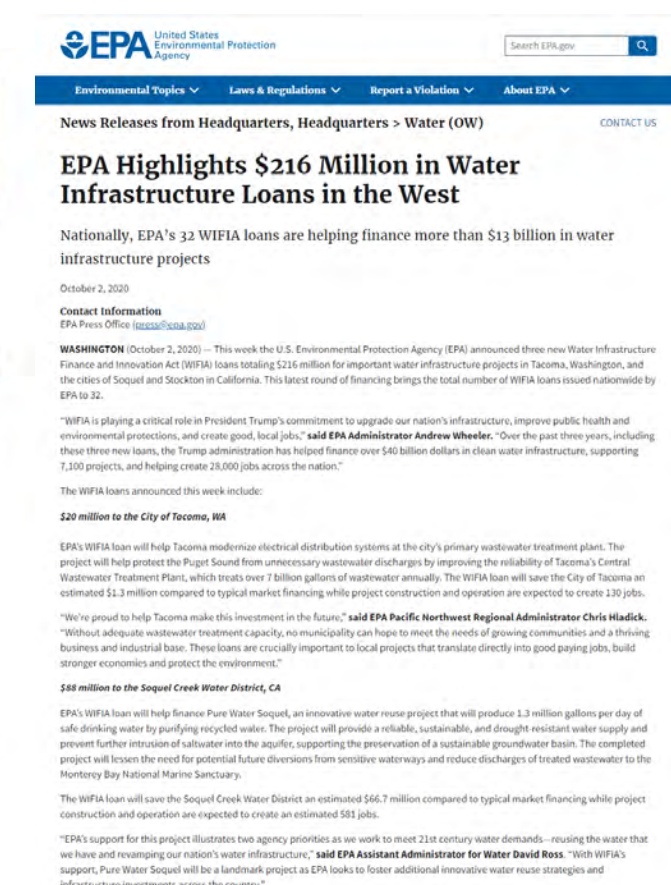 EPA
United States
Environmental Protection
Agency
Search EPA.gov
Environmental Topics Laws & Regulations Report a Violation About EPA
News Releases from Headquarters, Headquarters > Water (OW) CONTACT US
EPA Highlights $216 Million in Water
Infrastructure Loans in the West
Nationally, EPA's 32 WIFIA loans are helping finance more than $13 billion in water
infrastructure projects
October 2, 2020
Contact Information
EPA Press Office (press@epa.gov)
WASHINGTON (October 2, 2020) — This week the U.S. Environmental Protection Agency (EPA) announced three new Water Infrastructure
Finance and Innovation Act (WIFIA) loans totaling $216 million for important water infrastructure projects in Tacoma, Washington, and
the cities of Soquel and Stockton in California. This latest round of financing brings the total number of WIFIA loans issued nationwide by
EPA to 32.
"WIFIA is playing a critical role in President Trump's commitment to upgrade our nation's infrastructure, improve public health and
environmental protections, and create good, local jobs," said EPA Administrator Andrew Wheeler. "Over the past three years, including
these three new loans, the Trump administration has helped finance over $40 billion dollars in clean water infrastructure, supporting
7,100 projects, and helping create 28,000 jobs across the nation."
The WIFIA loans announced this week include:
$20 million to the City of Tacoma, WA
EPA's WIFIA loan will help Tacoma modernize electrical distribution systems at the city's primary wastewater treatment plant. The
project will help protect the Puget Sound from unnecessary wastewater discharges by improving the reliability of Tacoma's Central
Wastewater Treatment Plant, which treats over 7 billion gallons of wastewater annually. The WIFIA loan will save the City of Tacoma an
estimated $1.3 million compared to typical market financing while project construction and operation are expected to create 130 jobs.
"We're proud to help Tacoma make this investment in the future," said EPA Pacific Northwest Regional Administrator Chris Hladick.
"Without adequate wastewater treatment capacity, no municipality can hope to meet the needs of growing communities and a thriving
business and industrial base. These loans are crucially important to local projects that translate directly into good paying jobs, build
stronger economies and protect the environment."
$88 million to the Soquel Creek Water District, CA
EPA's WIFIA loan will help finance Pure Water Soquel, an innovative water reuse project that will produce 1.3 million gallons per day of
safe drinking water by purifying recycled water. The project will provide a reliable, sustainable, and drought-resistant water supply and
prevent further intrusion of saltwater into the aquifer, supporting the preservation of a sustainable groundwater basin. The completed
project will lessen the need for potential future diversions from sensitive waterways and reduce discharges of treated wastewater to the
Monterey Bay National Marine Sanctuary.
The WIFIA loan will save the Soquel Creek Water District an estimated $66.7 million compared to typical market financing while project
construction and operation are expected to create an estimated 581 jobs.
"EPA's support for this project illustrates two agency priorities as we work to meet 21st century water demands—reusing the water that
we have and revamping our nation's water infrastructure," said EPA Assistant Administrator for Water David Ross. "With WIFIA's
support, Pure Water Soquel will be a landmark project as EPA looks to foster additional innovative water reuse strategies and
infrastructure investments across the country."